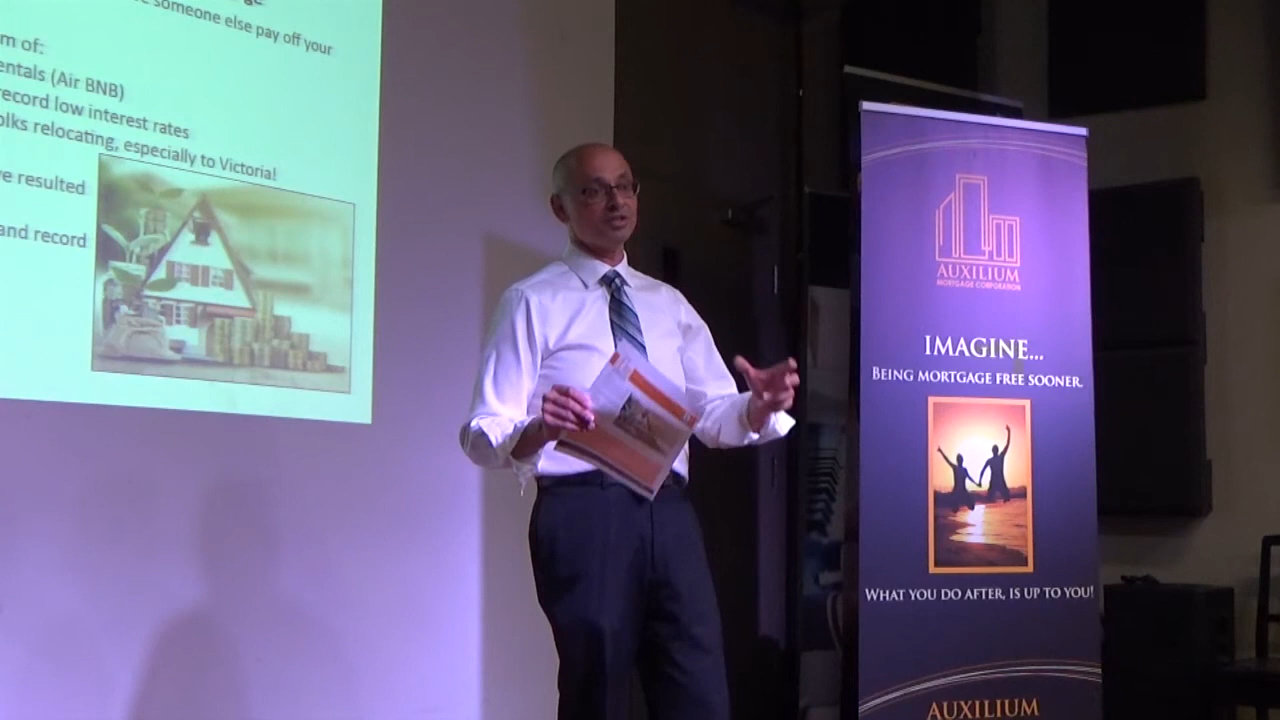 someone else pay off your
m of:
entals (Air BNB)
record low interest rates
olks relocating, especially to Victoria!
ve resulted
and record
AUXILIUM
MORTGAGE CORPORATION
IMAGINE...
BEING MORTGAGE FREE SOONER.
WHAT YOU DO AFTER, IS UP TO YOU!
AUXILIUM